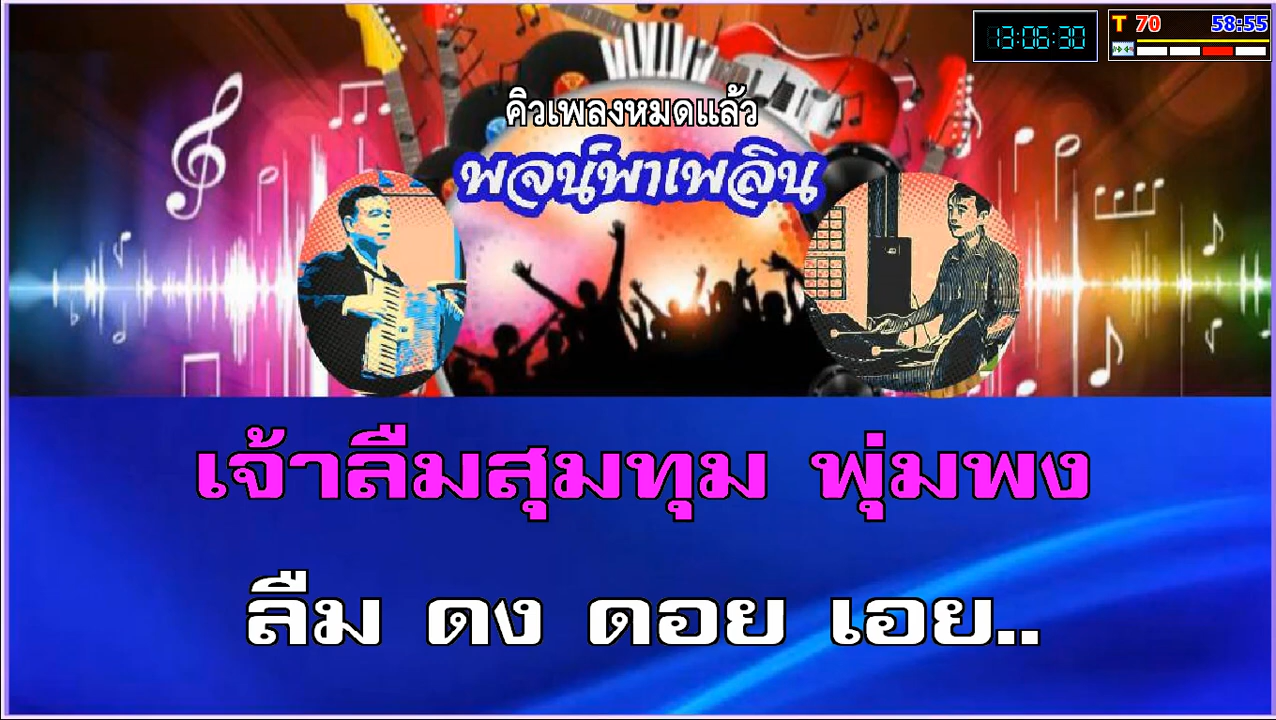 13:06:30
T 70 58:55
คิวเพลงหมดแล้ว
พจน์พาเพลิน
เจ้าลืมสุมทุม พุ่มพง
ลืม ดง ดอย เอย..